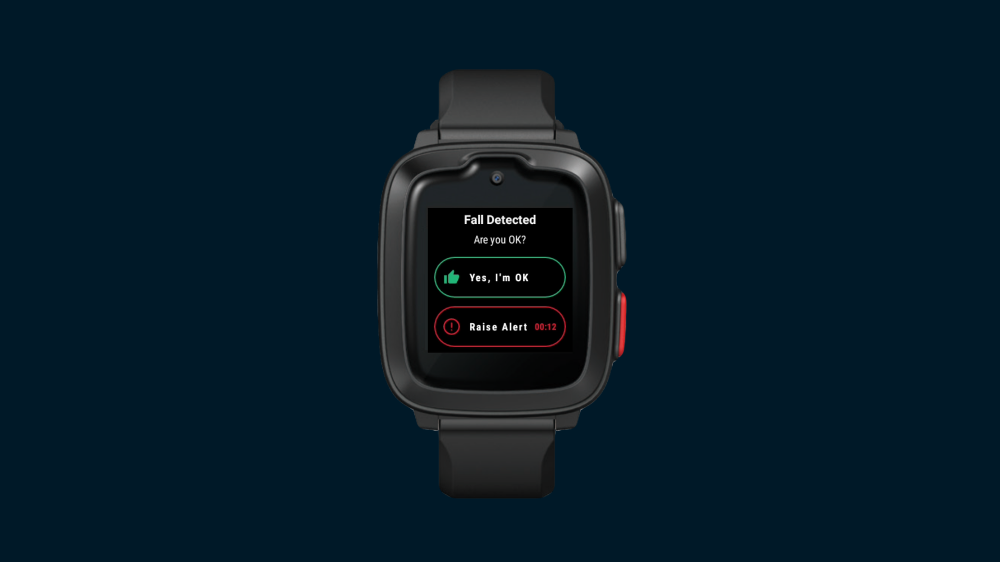 Fall Detected
Are you OK?
Yes, I'm OK
Raise Alert 00:12